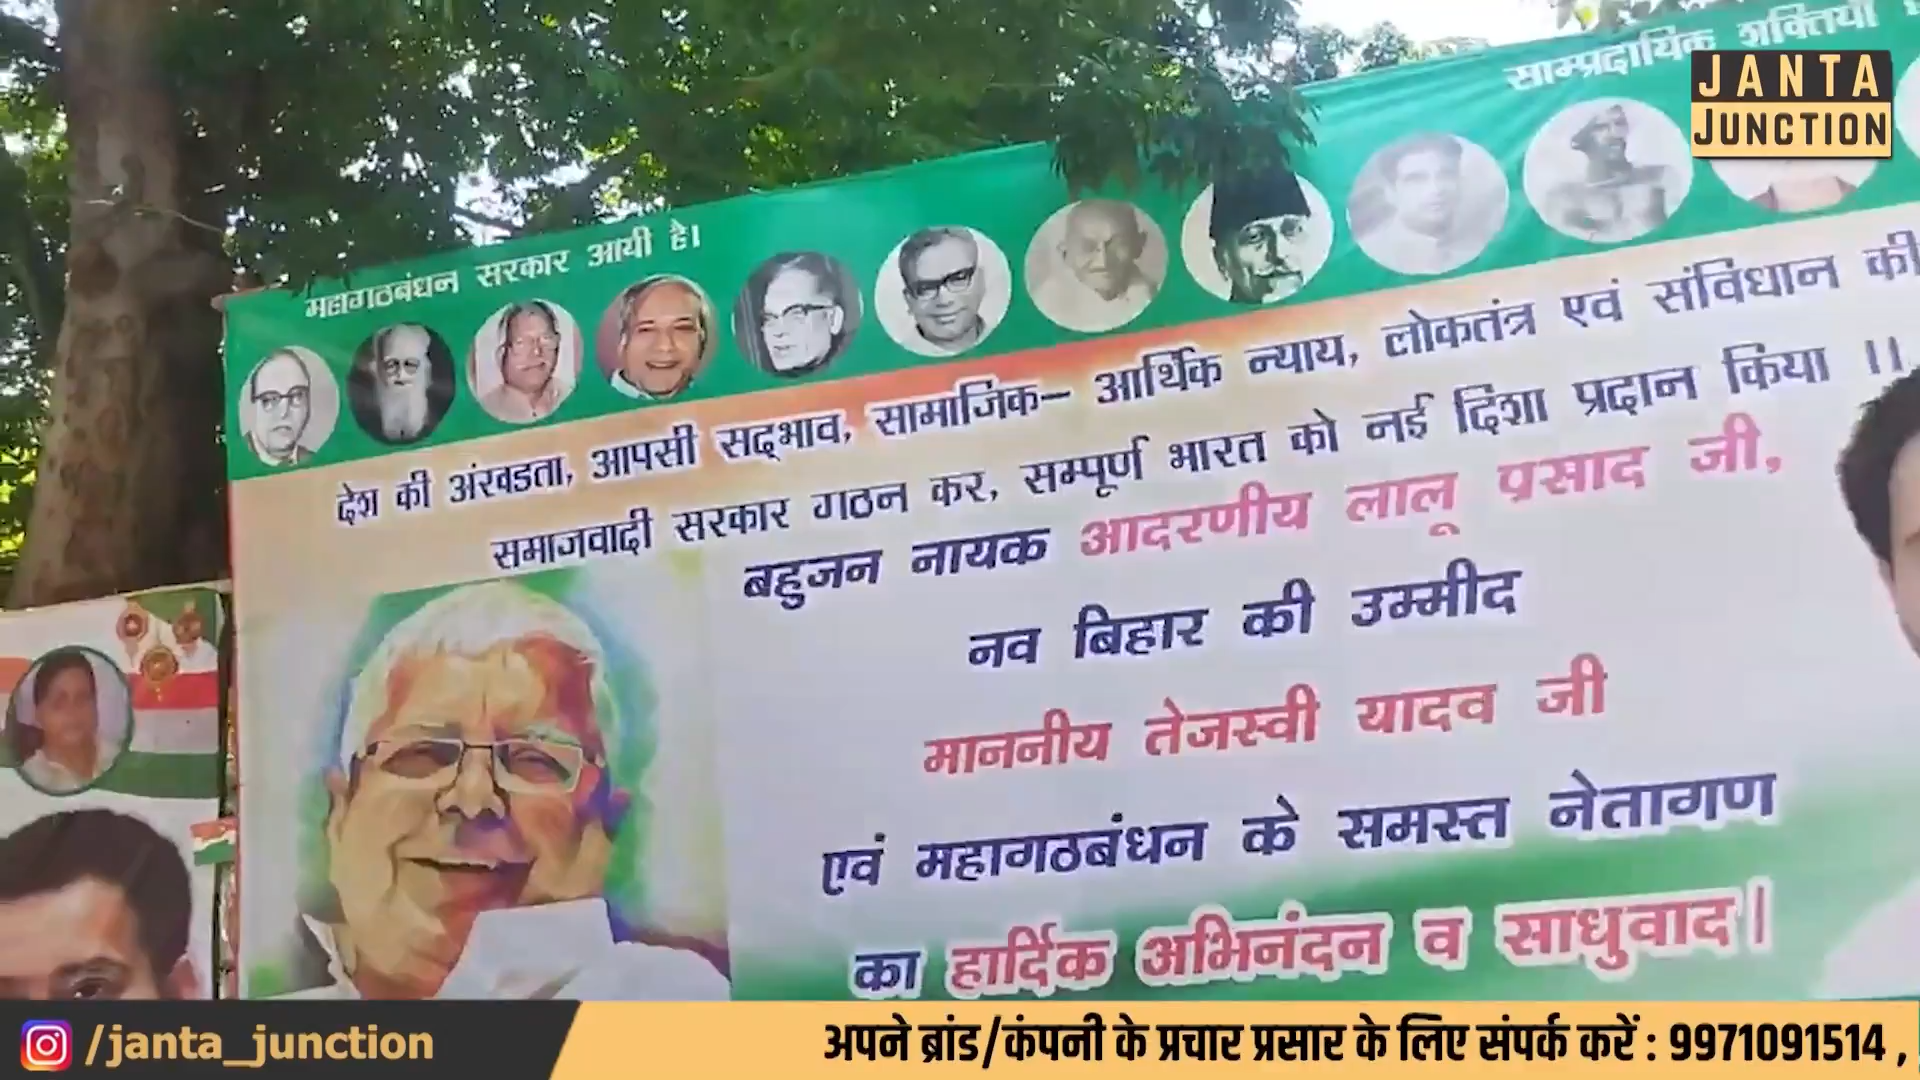 साम्प्रदायिक शक्तियों
JANTA
JUNCTION
महागठबंधन सरकार आयी है।
देश की अंखडता, आपसी सद्भाव, सामाजिक- आर्थिक न्याय, लोकतंत्र एवं संविधान की
समाजवादी सरकार गठन कर, सम्पूर्ण भारत को नई दिशा प्रदान किया ।।
बहुजन नायक आदरणीय लालू प्रसाद जी,
नव बिहार की उम्मीद
माननीय तेजस्वी यादव जी
एवं महागठबंधन के समस्त नेतागण
का हार्दिक अभिनंदन व साधुवाद|
/janta_junction
अपने ब्रांड/कंपनी के प्रचार प्रसार के लिए संपर्क करें : 9971091514 ,